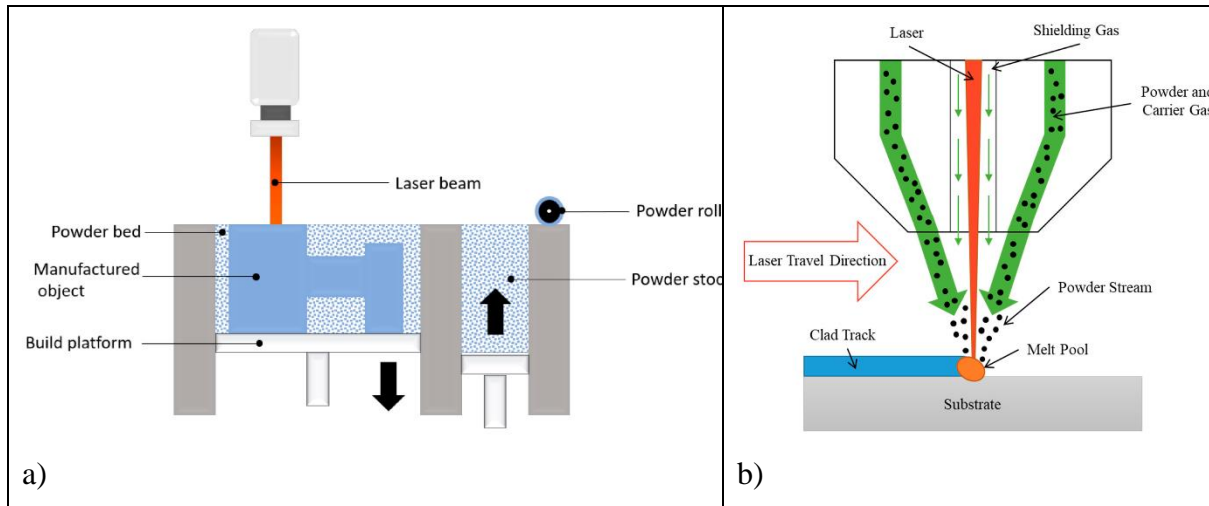 Laser beam
Powder roll
Powder bed
Manufactured
object
Powder stoc
Build platform
a)
Laser
Shielding Gas
Powder and
Carrier Gas
Laser Travel Direction
Powder Stream
Clad Track
Melt Pool
Substrate
b)